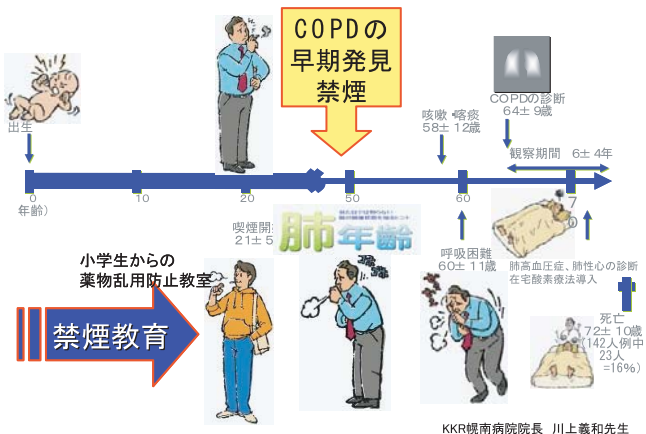 COPDの
早期発見
禁煙
出生
咳嗽・喀痰
58±12歳
COPDの診断
64±9歳
観察期間 6±4年
0
10
20
50
60
7
年齢）
喫煙開
21±5
肺年齢
呼吸困難
60±11歳
肺高血圧症、肺性心の診断
在宅酸素療法導入
小学生からの
薬物乱用防止教室
禁煙教育
死亡
72±10歳
(142人例中
23人
=16%)
KKR幌南病院院長 川上義和先生